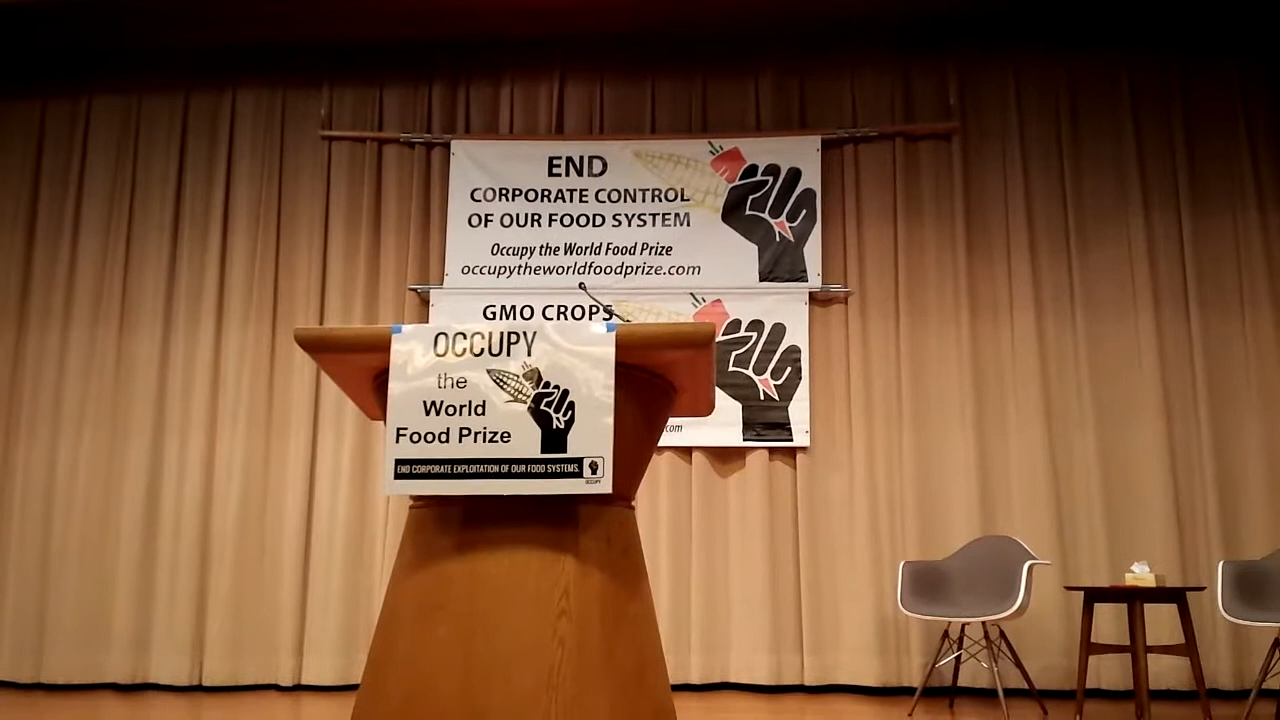 END
CORPORATE CONTROL
OF OUR FOOD SYSTEM
Occupy the World Food Prize
occupytheworldfoodprize.com
GMO CROPS
.com
OCCUPY
the
World
Food Prize
END CORPORATE EXPLOITATION OF OUR FOOD SYSTEMS.
OCCUPY